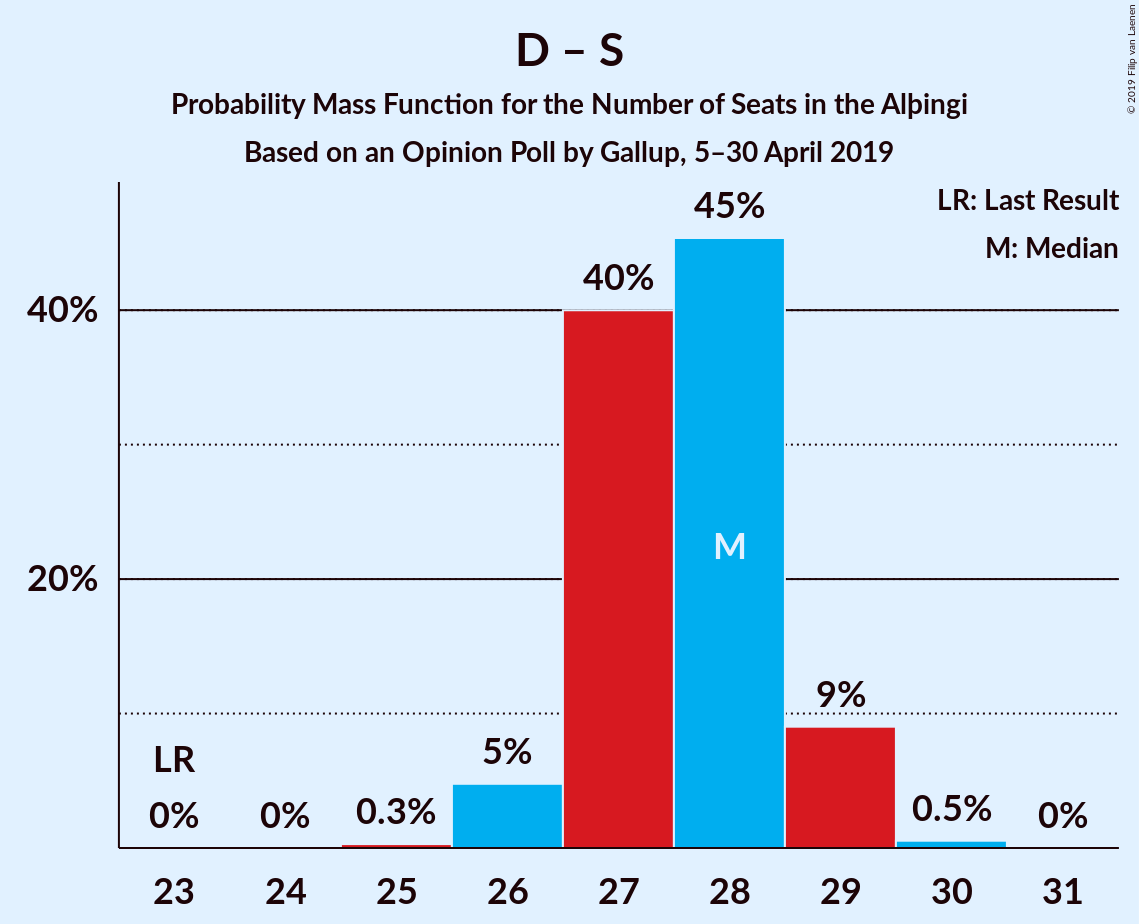 D – S
Probability Mass Function for the Number of Seats in the Alþingi
Based on an Opinion Poll by Gallup, 5–30 April 2019
© 2019 Filip van Laenen
LR: Last Result
M: Median
45%
40%
40%
M
20%
9%
LR
5%
0%
0%
0.3%
0.5%
0%
23
24
25
26
27
28
29
30
31